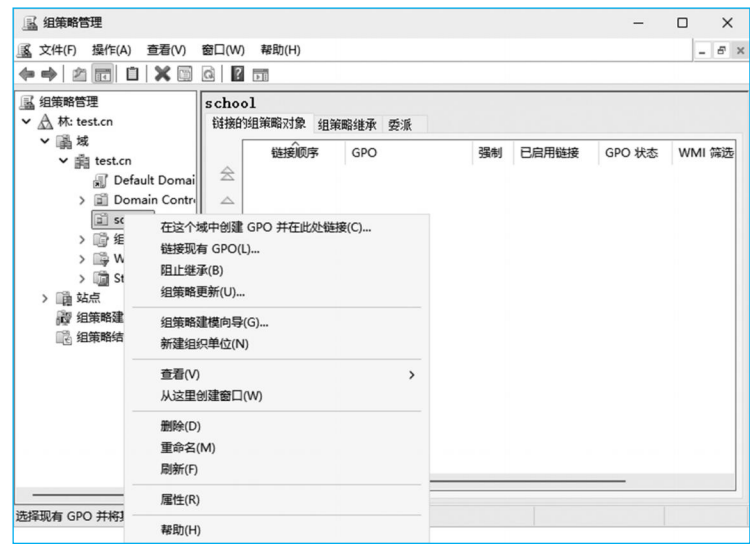 组策略管理
文件(F) 操作(A) 查看(V) 窗口(W) 帮助(H)
组策略管理
林: test.cn
域
test.cn
Default Domai
Domain Contr
sc
组
W
St
站点
组策略建
组策略结
school
链接的组策略对象 组策略继承 委派
链接顺序 GPO 强制 已启用链接 GPO 状态 WMI 筛选
在这个域中创建 GPO 并在此处链接(C)...
链接现有 GPO(L)...
阻止继承(B)
组策略更新(U)...
组策略建模向导(G)...
新建组织单位(N)
查看(V)
从这里创建窗口(W)
删除(D)
重命名(M)
刷新(F)
属性(R)
帮助(H)
选择现有 GPO 并将其